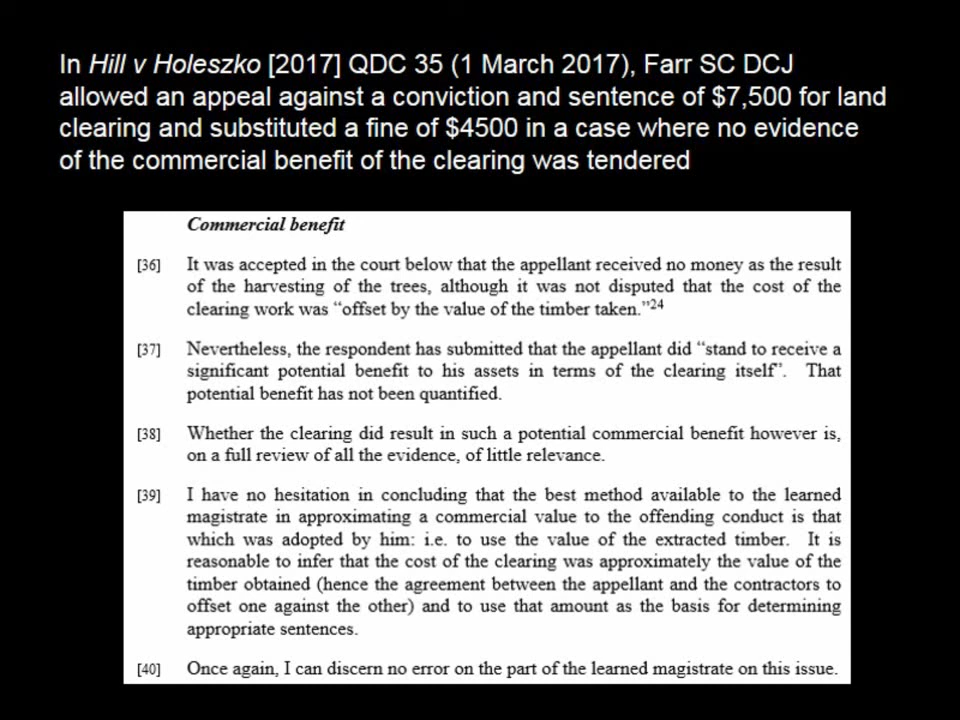 In Hill v Holeszko [2017] QDC 35 (1 March 2017), Farr SC DCJ
allowed an appeal against a conviction and sentence of $7,500 for land
clearing and substituted a fine of $4500 in a case where no evidence
of the commercial benefit of the clearing was tendered
Commercial benefit
[36] It was accepted in the court below that the appellant received no money as the result
of the harvesting of the trees, although it was not disputed that the cost of the
clearing work was “offset by the value of the timber taken.”24
[37] Nevertheless, the respondent has submitted that the appellant did “stand to receive a
significant potential benefit to his assets in terms of the clearing itself”. That
potential benefit has not been quantified.
[38] Whether the clearing did result in such a potential commercial benefit however is,
on a full review of all the evidence, of little relevance.
[39] I have no hesitation in concluding that the best method available to the learned
magistrate in approximating a commercial value to the offending conduct is that
which was adopted by him: i.e. to use the value of the extracted timber. It is
reasonable to infer that the cost of the clearing was approximately the value of the
timber obtained (hence the agreement between the appellant and the contractors to
offset one against the other) and to use that amount as the basis for determining
appropriate sentences.
[40] Once again, I can discern no error on the part of the learned magistrate on this issue.